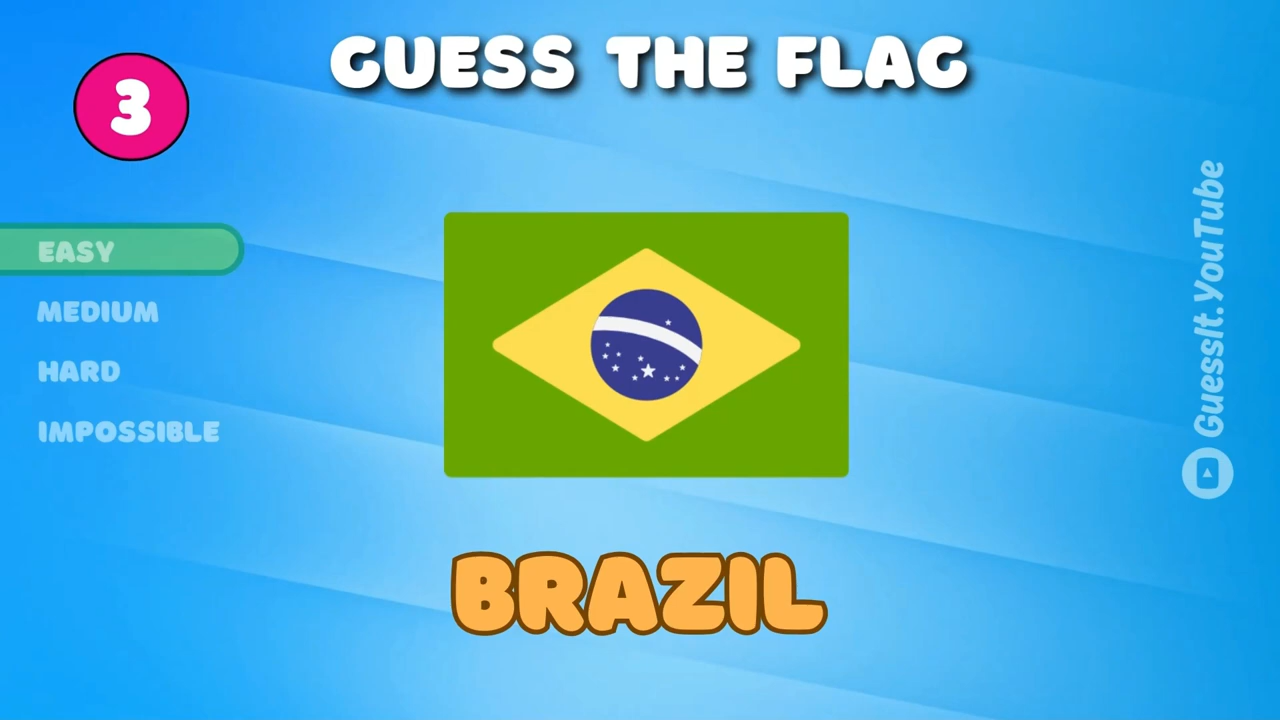 GUESS THE FLAG
3
EASY
MEDIUM
HARD
IMPOSSIBLE
GuessIt.YouTube
BRAZIL